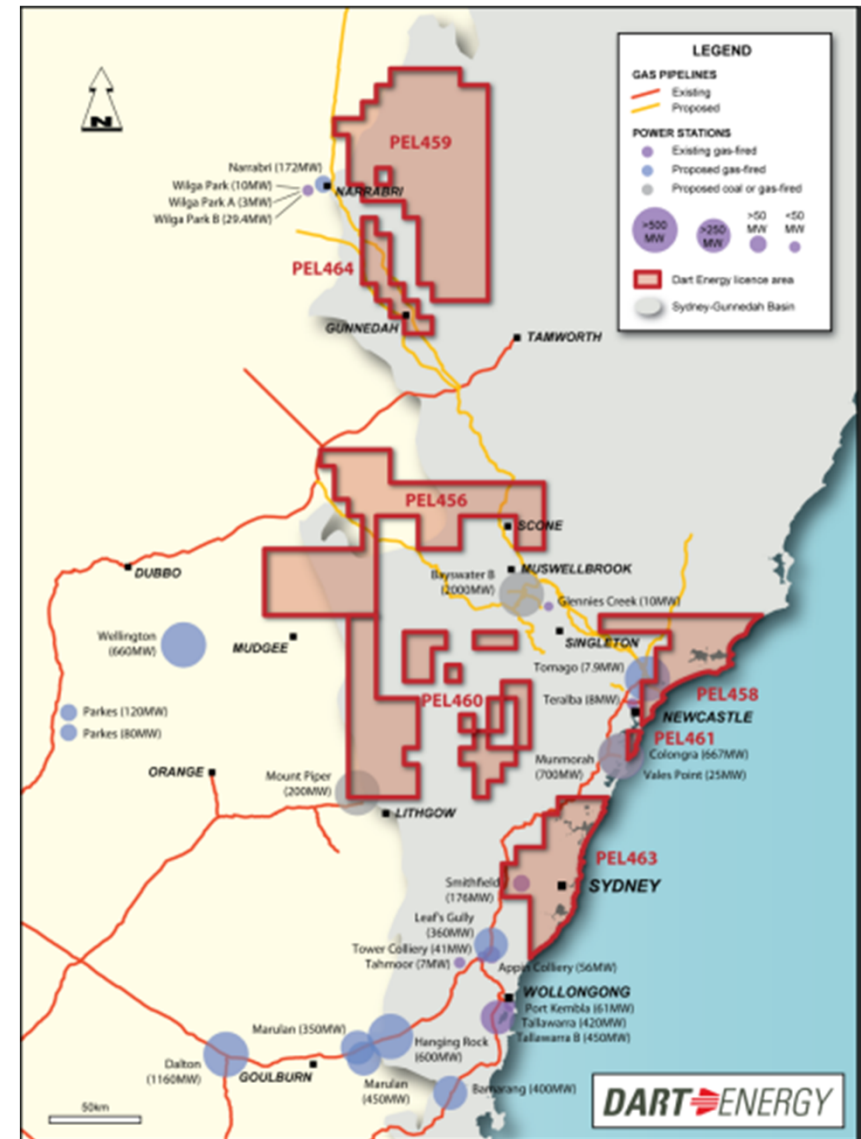 N
LEGEND
GAS PIPELINES
Existing
Proposed
POWER STATIONS
Existing gas-fired
Proposed gas-fired
Proposed coal or gas-fired
>500
MW
>250
MW
>50
MW
<50
MW
Dart Energy licence area
Sydney-Gunnedah Basin
PEL459
Narrabri (172MW)
Wilga Park (10MW)
Wilga Park A (3MW)
Wilga Park B (29.4MW)
NARRABRI
PEL464
GUNNEDAH
TAMWORTH
PEL456
SCONE
DUBBO
MUSWELLBROOK
Bayswater B
(2000MW)
Glennies Creek (10MW)
Wellington
(660MW)
MUDGEE
SINGLETON
Tomago (7.9MW)
PEL460
Teralba (8MW)
PEL458
NEWCASTLE
Parkes (120MW)
Parkes (80MW)
PEL461
Colongra (667MW)
Munmorah
(700MW)
Vales Point (25MW)
ORANGE
Mount Piper
(200MW)
LITHGOW
PEL463
Smithfield
(176MW)
SYDNEY
Leaf's Gully
(360MW)
Tower Colliery (41MW)
Tahmoor (7MW)
Appin Colliery (56MW)
WOLLONGONG
Port Kembla (61MW)
Tallawarra (420MW)
Tallawarra B (450MW)
Marulan (350MW)
Hanging Rock
(600MW)
Dalton
(1160MW)
GOULBURN
Marulan
(450MW)
Bamarang (400MW)
50km
DART ENERGY